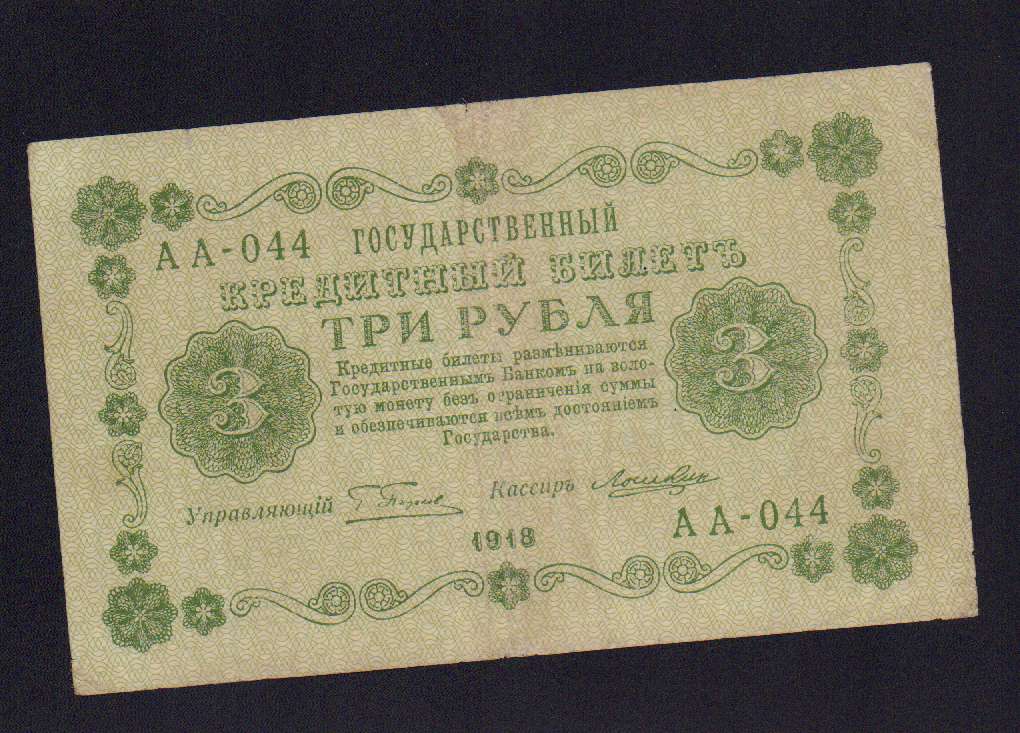 АА-044 ГОСУДАРСТВЕННЫЙ
КРЕДИТНЫЙ БИЛЕТЪ
ТРИ РУБЛЯ
3
3
Кредитные билеты размѣниваются
Государственнымъ Банкомъ на золо-
тую монету безъ ограниченія суммы
и обезпечиваются всѣмъ достояніемъ
Государства.
Управляющій
Кассиръ
1918
АА-044